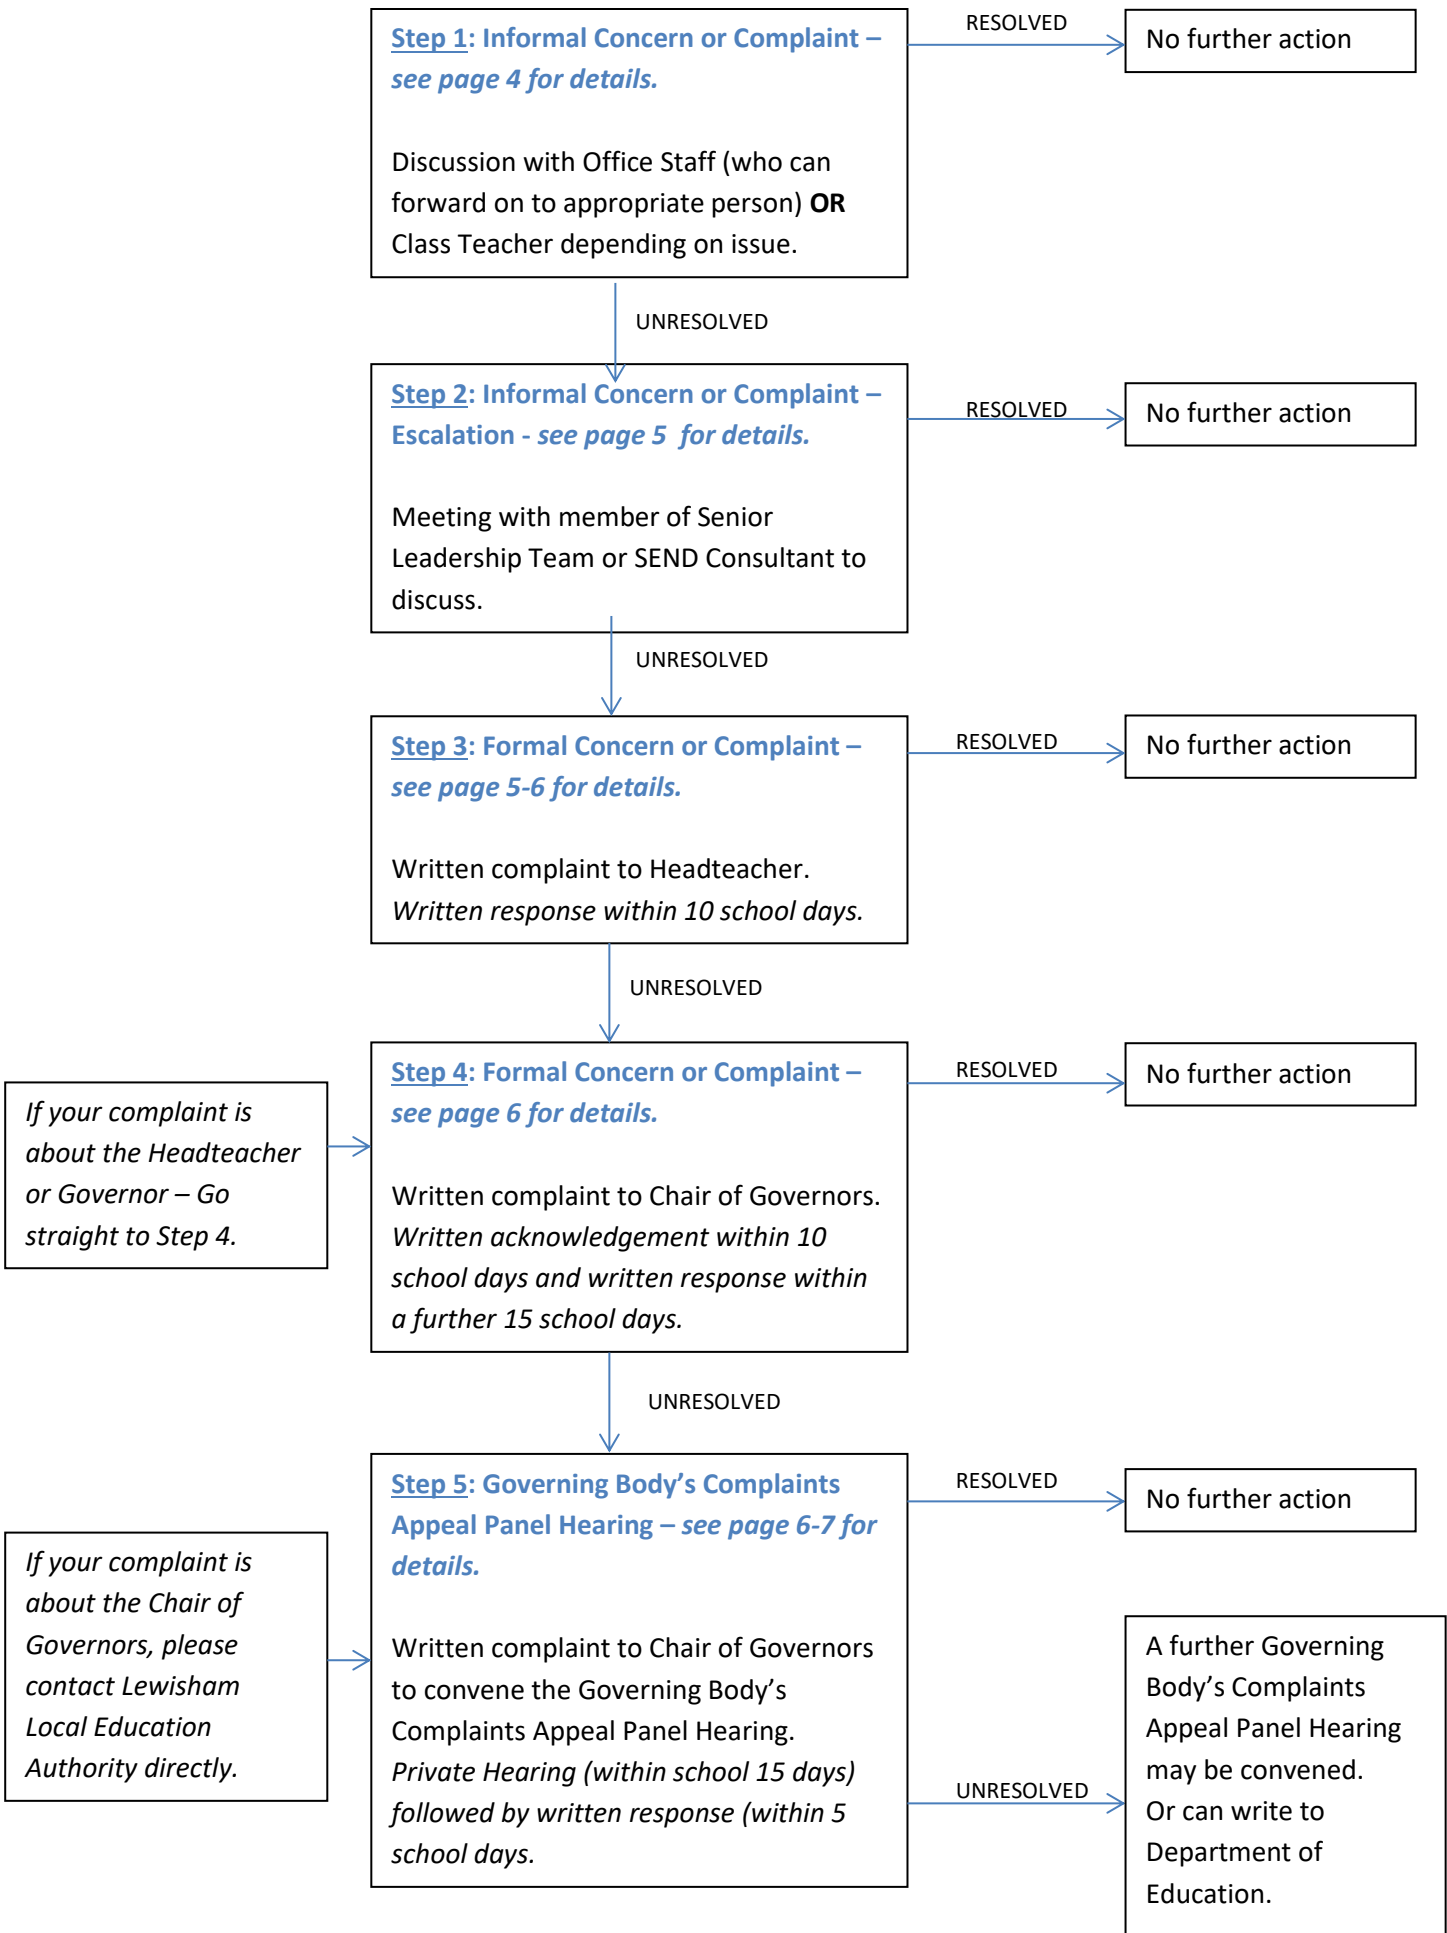 Step 1: Informal Concern or Complaint –
see page 4 for details.
Discussion with Office Staff (who can
forward on to appropriate person) OR
Class Teacher depending on issue.
RESOLVED
No further action
UNRESOLVED
Step 2: Informal Concern or Complaint –
Escalation - see page 5  for details.
Meeting with member of Senior
Leadership Team or SEND Consultant to
discuss.
RESOLVED
No further action
UNRESOLVED
Step 3: Formal Concern or Complaint –
see page 5-6 for details.
Written complaint to Headteacher.
Written response within 10 school days.
RESOLVED
No further action
UNRESOLVED
If your complaint is
about the Headteacher
or Governor – Go
straight to Step 4.
Step 4: Formal Concern or Complaint –
see page 6 for details.
Written complaint to Chair of Governors.
Written acknowledgement within 10
school days and written response within
a further 15 school days.
RESOLVED
No further action
UNRESOLVED
If your complaint is
about the Chair of
Governors, please
contact Lewisham
Local Education
Authority directly.
Step 5: Governing Body’s Complaints
Appeal Panel Hearing – see page 6-7 for
details.
Written complaint to Chair of Governors
to convene the Governing Body’s
Complaints Appeal Panel Hearing.
Private Hearing (within school 15 days)
followed by written response (within 5
school days.
RESOLVED
No further action
UNRESOLVED
A further Governing
Body’s Complaints
Appeal Panel Hearing
may be convened.
Or can write to
Department of
Education.